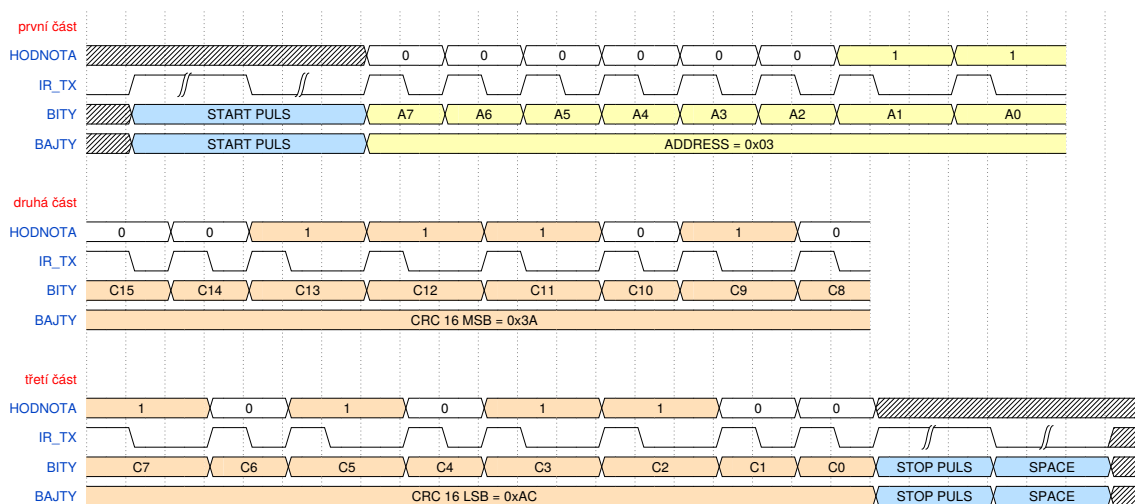 první část
HODNOTA 0 0 0 0 0 0 1 1
IR_TX
BITY START PULS A7 A6 A5 A4 A3 A2 A1 A0
BAJTY START PULS ADDRESS = 0x03
druhá část
HODNOTA 0 0 1 1 1 0 1 0
IR_TX
BITY C15 C14 C13 C12 C11 C10 C9 C8
BAJTY CRC 16 MSB = 0x3A
třetí část
HODNOTA 1 0 1 0 1 1 0 0
IR_TX
BITY C7 C6 C5 C4 C3 C2 C1 C0 STOP PULS SPACE
BAJTY CRC 16 LSB = 0xAC STOP PULS SPACE